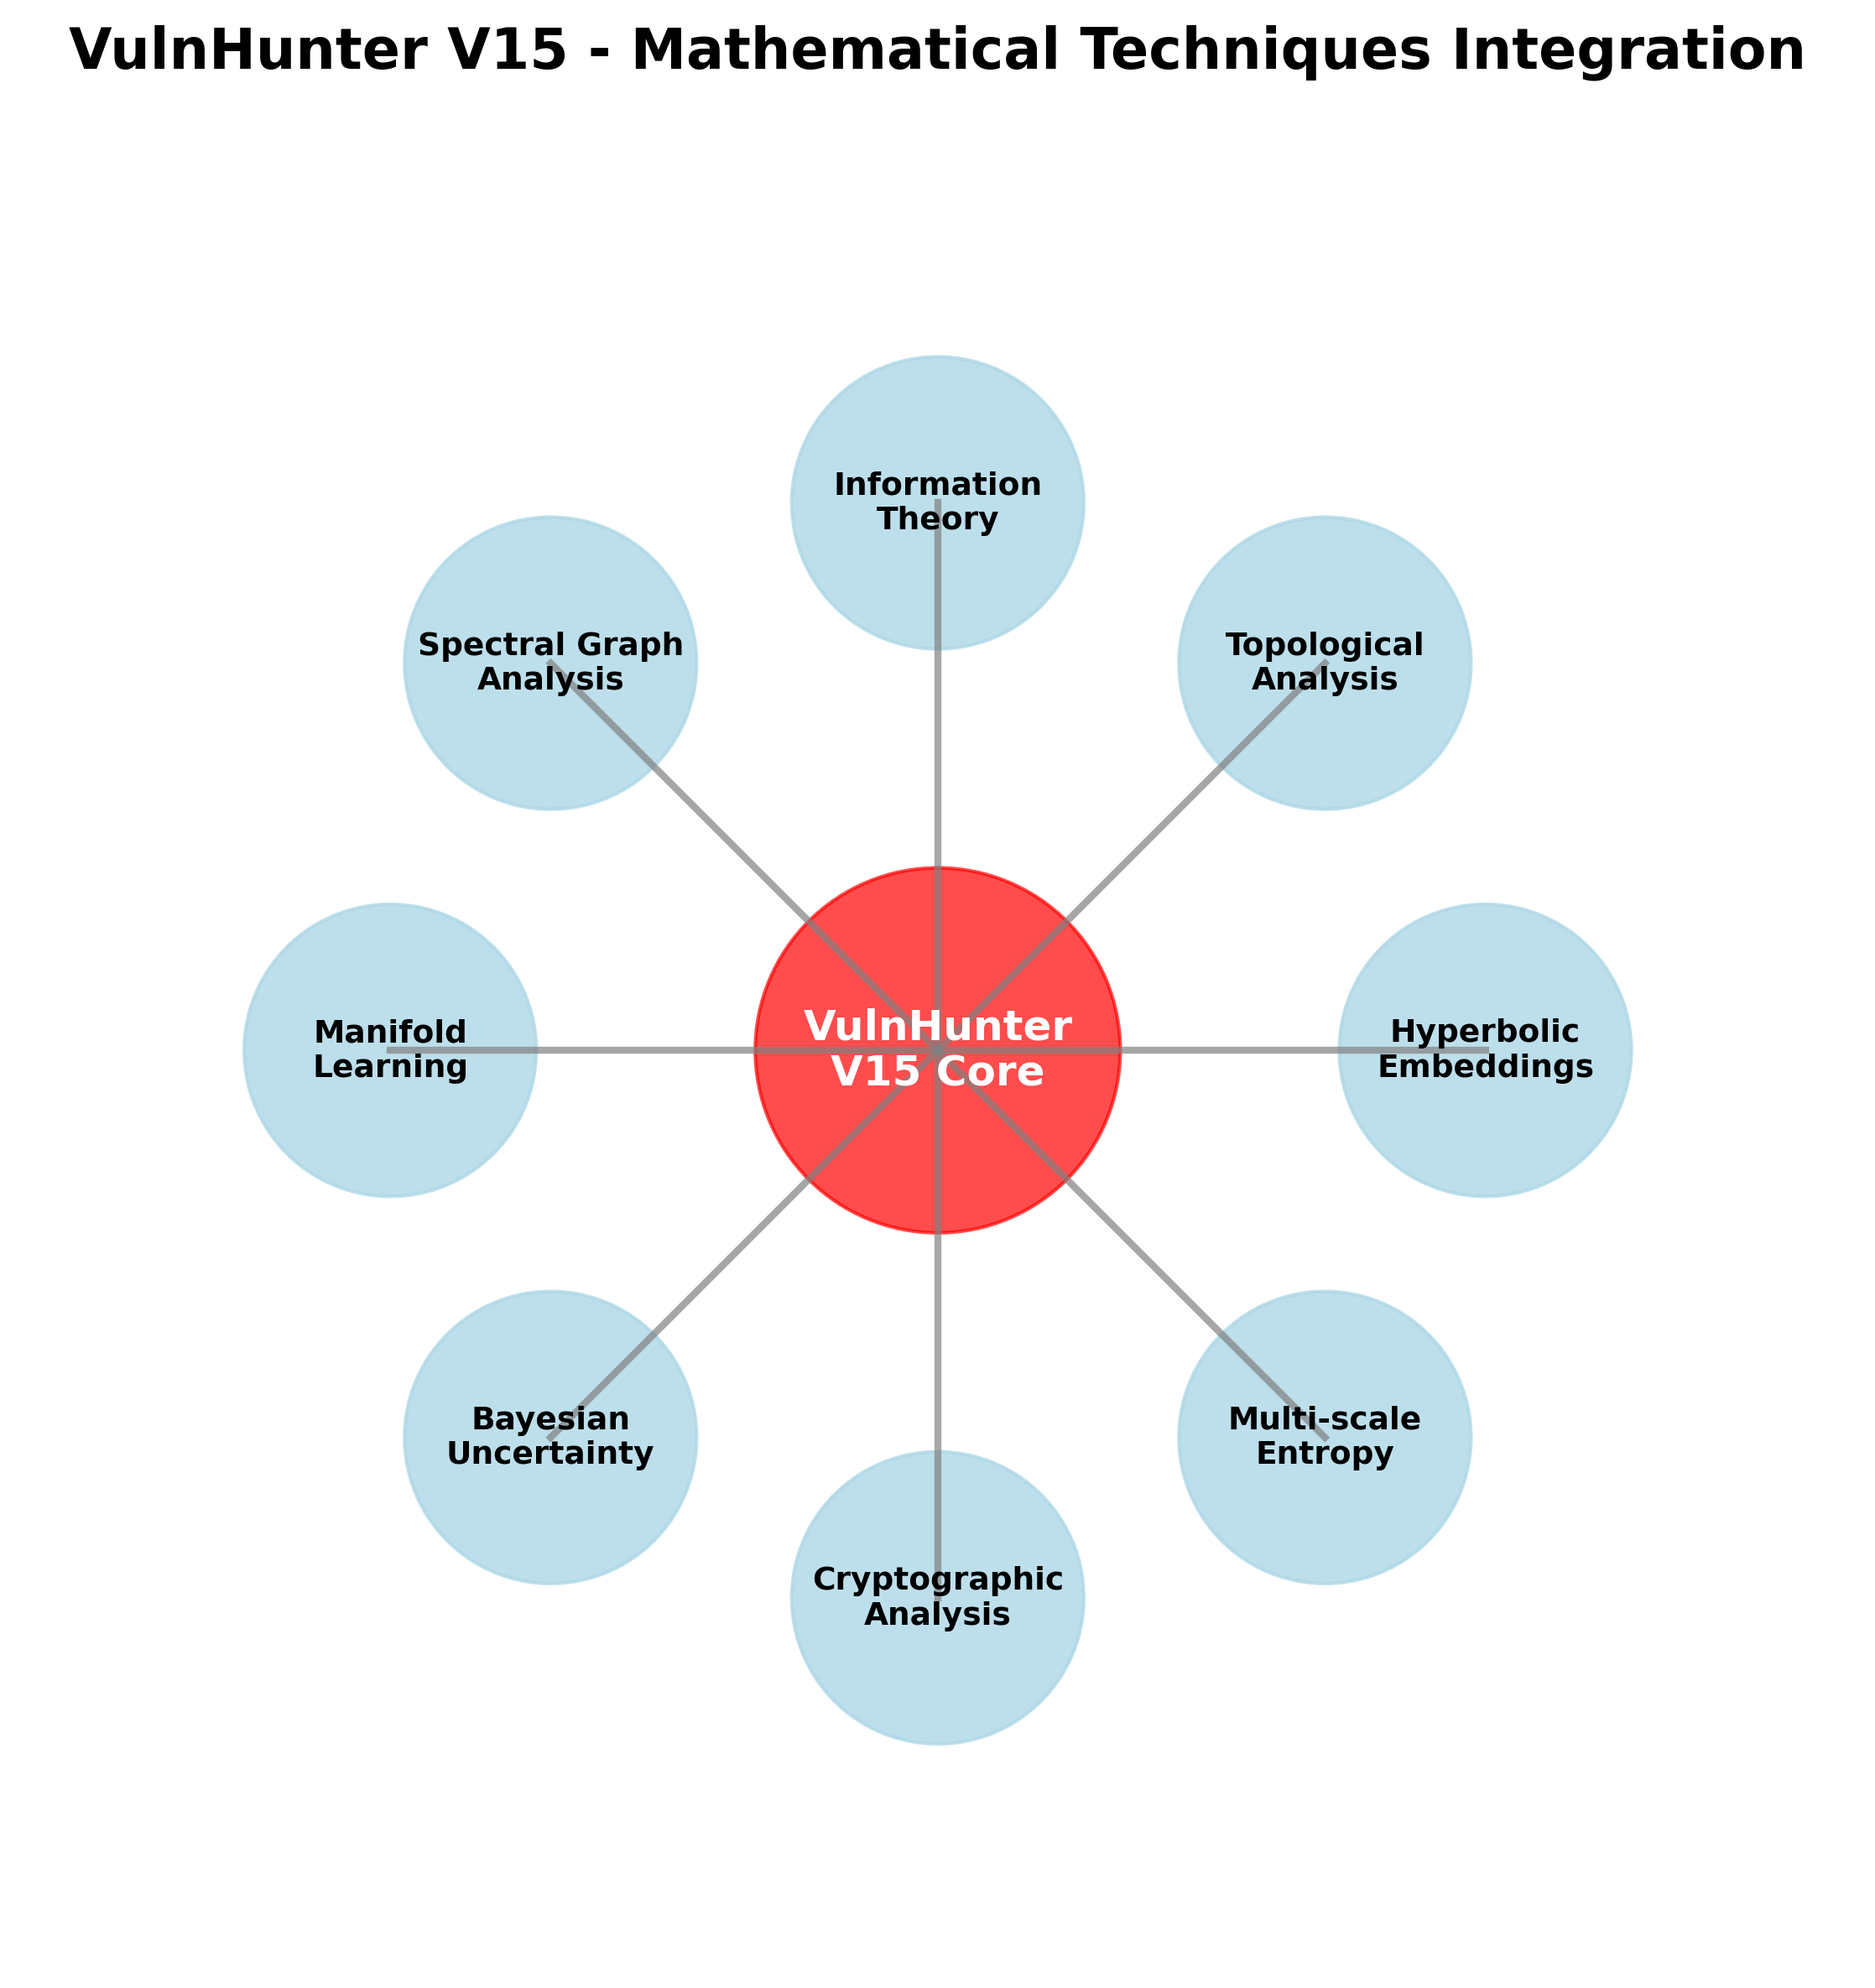 VulnHunter V15 - Mathematical Techniques Integration
Information
Theory
Spectral Graph
Analysis
Topological
Analysis
Manifold
Learning
VulnHunter
V15 Core
Hyperbolic
Embeddings
Bayesian
Uncertainty
Multi-scale
Entropy
Cryptographic
Analysis